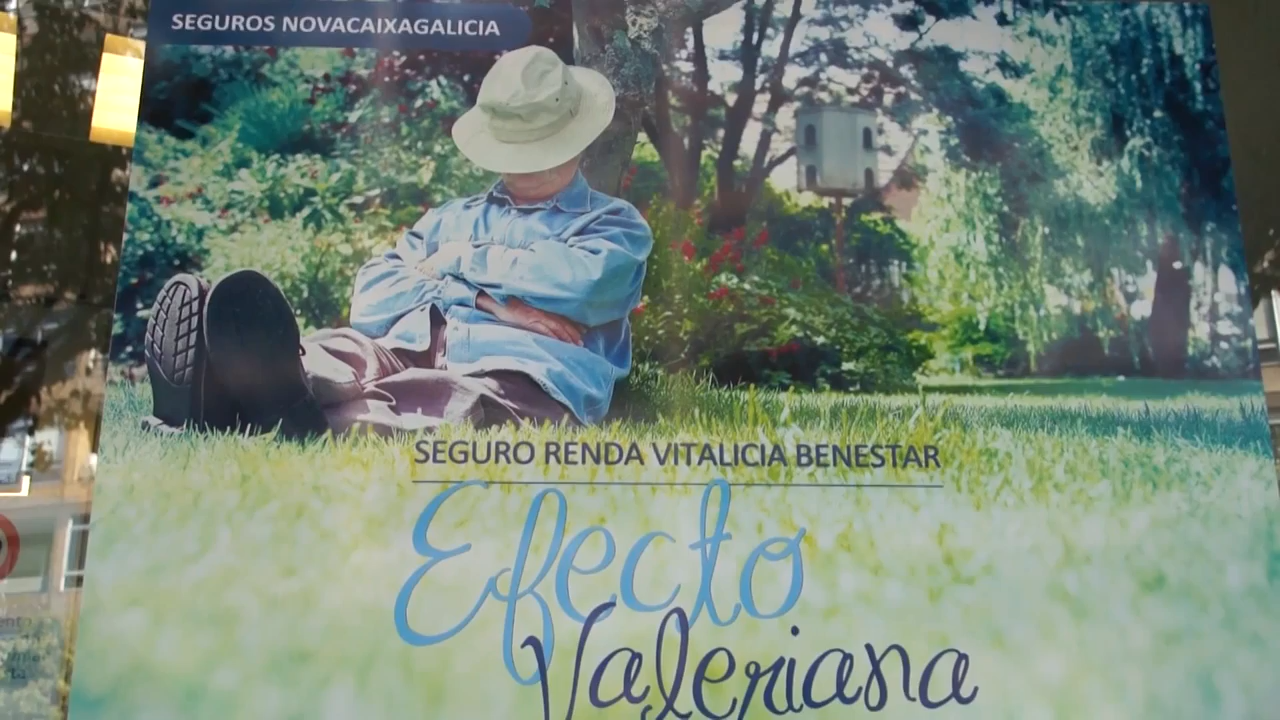 SEGUROS NOVACAIXAGALICIA
SEGURO RENDA VITALICIA BENESTAR
Efecto
Valeriana